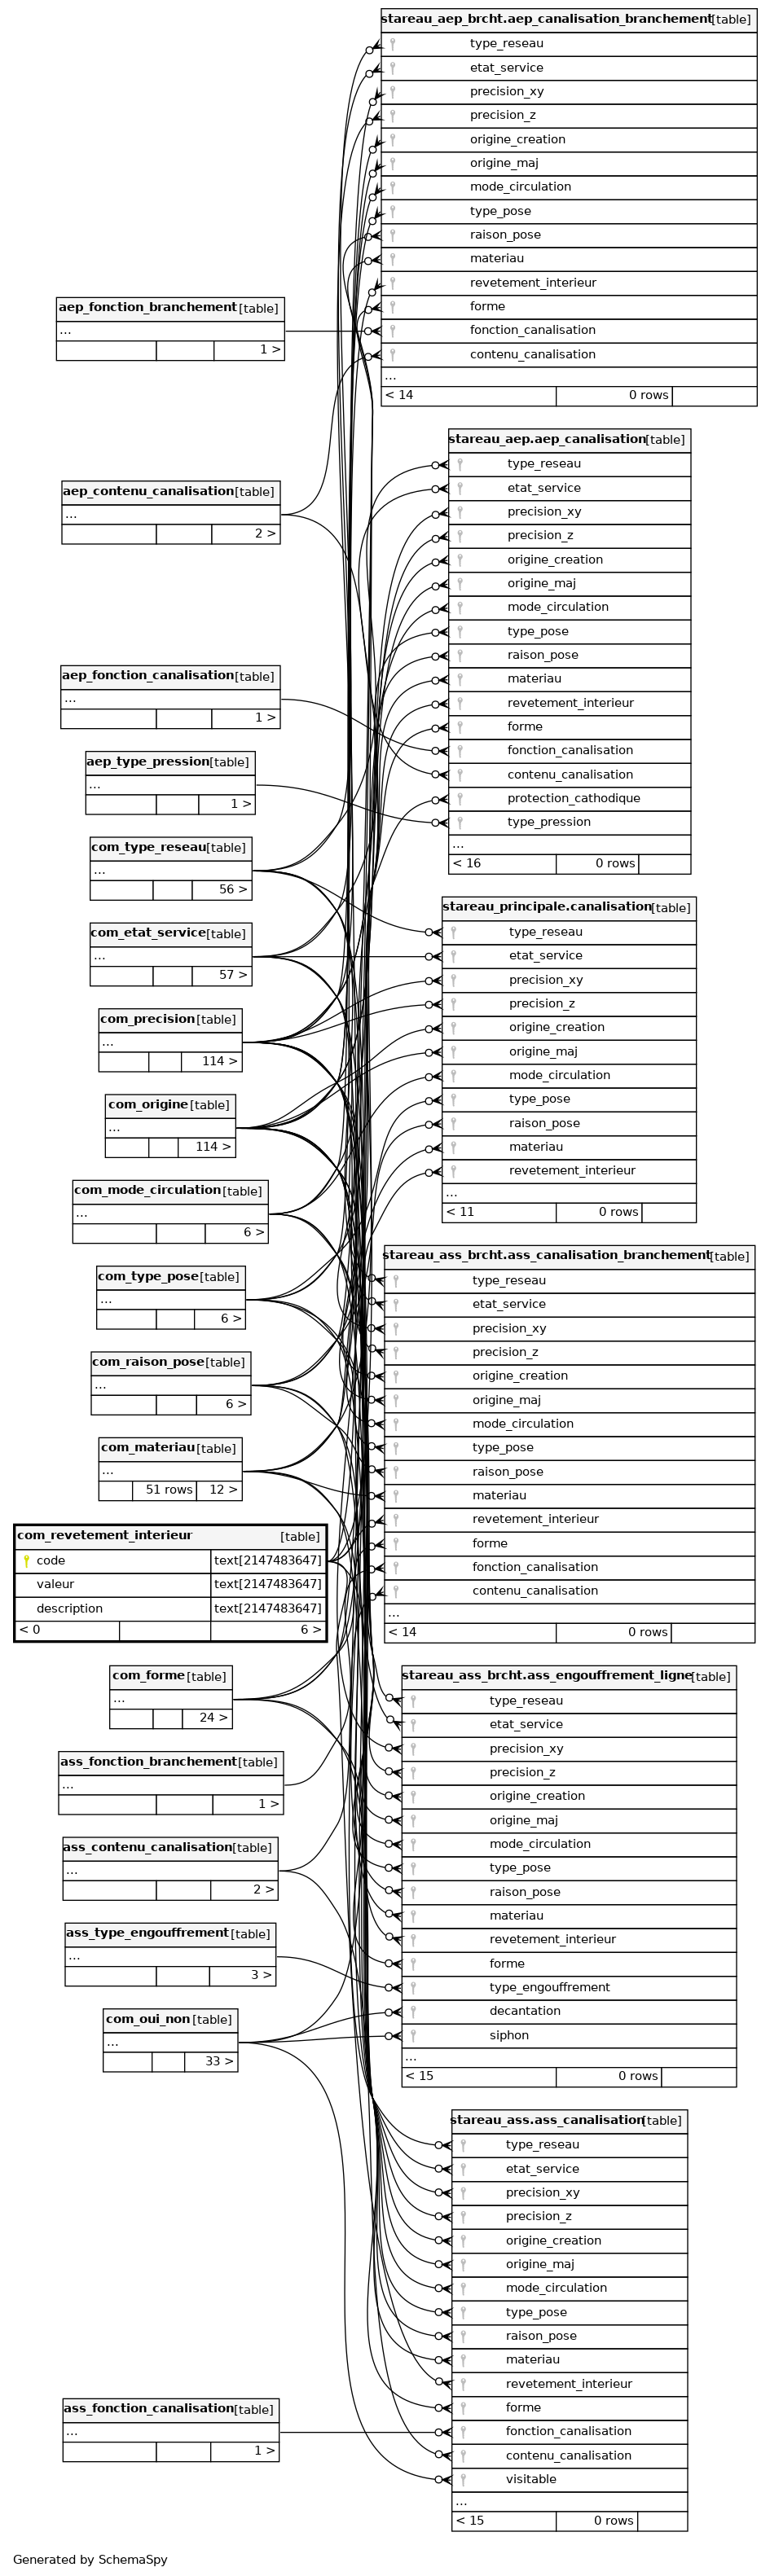 stareau_aep_brcht.aep_canalisation_branchement [table]
type_reseau
etat_service
precision_xy
precision_z
origine_creation
origine_maj
mode_circulation
type_pose
raison_pose
materiau
revetement_interieur
forme
fonction_canalisation
contenu_canalisation
...
< 14 0 rows
aep_fonction_branchement [table]
...
1 >
stareau_aep.aep_canalisation [table]
type_reseau
etat_service
precision_xy
precision_z
origine_creation
origine_maj
mode_circulation
type_pose
raison_pose
materiau
revetement_interieur
forme
fonction_canalisation
contenu_canalisation
protection_cathodique
type_pression
...
< 16 0 rows
aep_contenu_canalisation [table]
...
2 >
aep_fonction_canalisation [table]
...
1 >
aep_type_pression [table]
...
1 >
com_type_reseau [table]
...
56 >
com_etat_service [table]
...
57 >
com_precision [table]
...
114 >
com_origine [table]
...
114 >
com_mode_circulation [table]
...
6 >
stareau_principale.canalisation [table]
type_reseau
etat_service
precision_xy
precision_z
origine_creation
origine_maj
mode_circulation
type_pose
raison_pose
materiau
revetement_interieur
...
< 11 0 rows
com_type_pose [table]
...
6 >
com_raison_pose [table]
...
6 >
com_materiau [table]
...
51 rows 12 >
com_revetement_interieur [table]
code text[2147483647]
valeur text[2147483647]
description text[2147483647]
< 0 6 >
stareau_ass_brcht.ass_canalisation_branchement [table]
type_reseau
etat_service
precision_xy
precision_z
origine_creation
origine_maj
mode_circulation
type_pose
raison_pose
materiau
revetement_interieur
forme
fonction_canalisation
contenu_canalisation
...
< 14 0 rows
com_forme [table]
...
24 >
ass_fonction_branchement [table]
...
1 >
ass_contenu_canalisation [table]
...
2 >
ass_type_engouffrement [table]
...
3 >
com_oui_non [table]
...
33 >
stareau_ass_brcht.ass_engouffrement_ligne [table]
type_reseau
etat_service
precision_xy
precision_z
origine_creation
origine_maj
mode_circulation
type_pose
raison_pose
materiau
revetement_interieur
forme
type_engouffrement
decantation
siphon
...
< 15 0 rows
stareau_ass.ass_canalisation [table]
type_reseau
etat_service
precision_xy
precision_z
origine_creation
origine_maj
mode_circulation
type_pose
raison_pose
materiau
revetement_interieur
forme
fonction_canalisation
contenu_canalisation
visitable
...
< 15 0 rows
ass_fonction_canalisation [table]
...
1 >
Generated by SchemaSpy